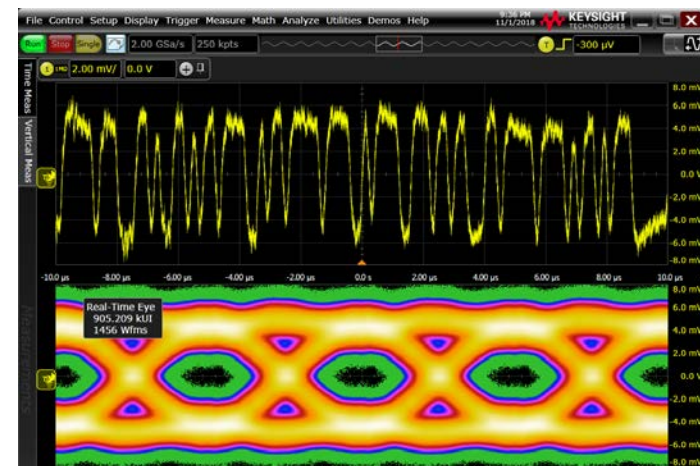 File Control Setup Display Trigger Measure Math Analyze Utilities Demos Help
9:36 PM
11/1/2018
KEYSIGHT
TECHNOLOGIES
Run Stop Single 2.00 GSa/s 250 kpts
T -300 µV
1 1MΩ 2.00 mV/ 0.0 V
Time Meas Vertical Meas
8.0 mV
6.0 mV
4.0 mV
2.0 mV
0.0 V
-2.0 mV
-4.0 mV
-6.0 mV
-8.0 mV
-10.0 µs -8.00 µs -6.00 µs -4.00 µs -2.00 µs 0.0 s 2.00 µs 4.00 µs 6.00 µs 8.00 µs 10.0 µs
Real-Time Eye
905.209 kUI
1456 Wfms
Measurements
8.0 mV
6.0 mV
4.0 mV
2.0 mV
0.0 V
-2.0 mV
-4.0 mV
-6.0 mV
-8.0 mV